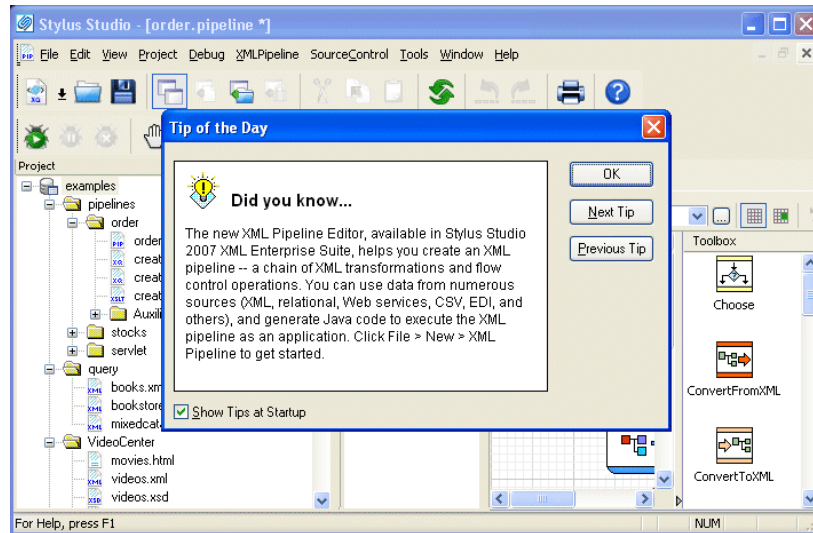 Stylus Studio - [order.pipeline *]
File Edit View Project Debug XMLPipeline SourceControl Tools Window Help
Tip of the Day
Project
examples
pipelines
order
order
creat
creat
creat
Auxili
stocks
servlet
query
books.xm
bookstore
mixedcat
VideoCenter
movies.html
videos.xml
videos.xsd
Did you know...
The new XML Pipeline Editor, available in Stylus Studio
2007 XML Enterprise Suite, helps you create an XML
pipeline -- a chain of XML transformations and flow
control operations. You can use data from numerous
sources (XML, relational, Web services, CSV, EDI, and
others), and generate Java code to execute the XML
pipeline as an application. Click File > New > XML
Pipeline to get started.
Show Tips at Startup
OK
Next Tip
Previous Tip
Toolbox
Choose
ConvertFromXML
ConvertToXML
For Help, press F1
NUM